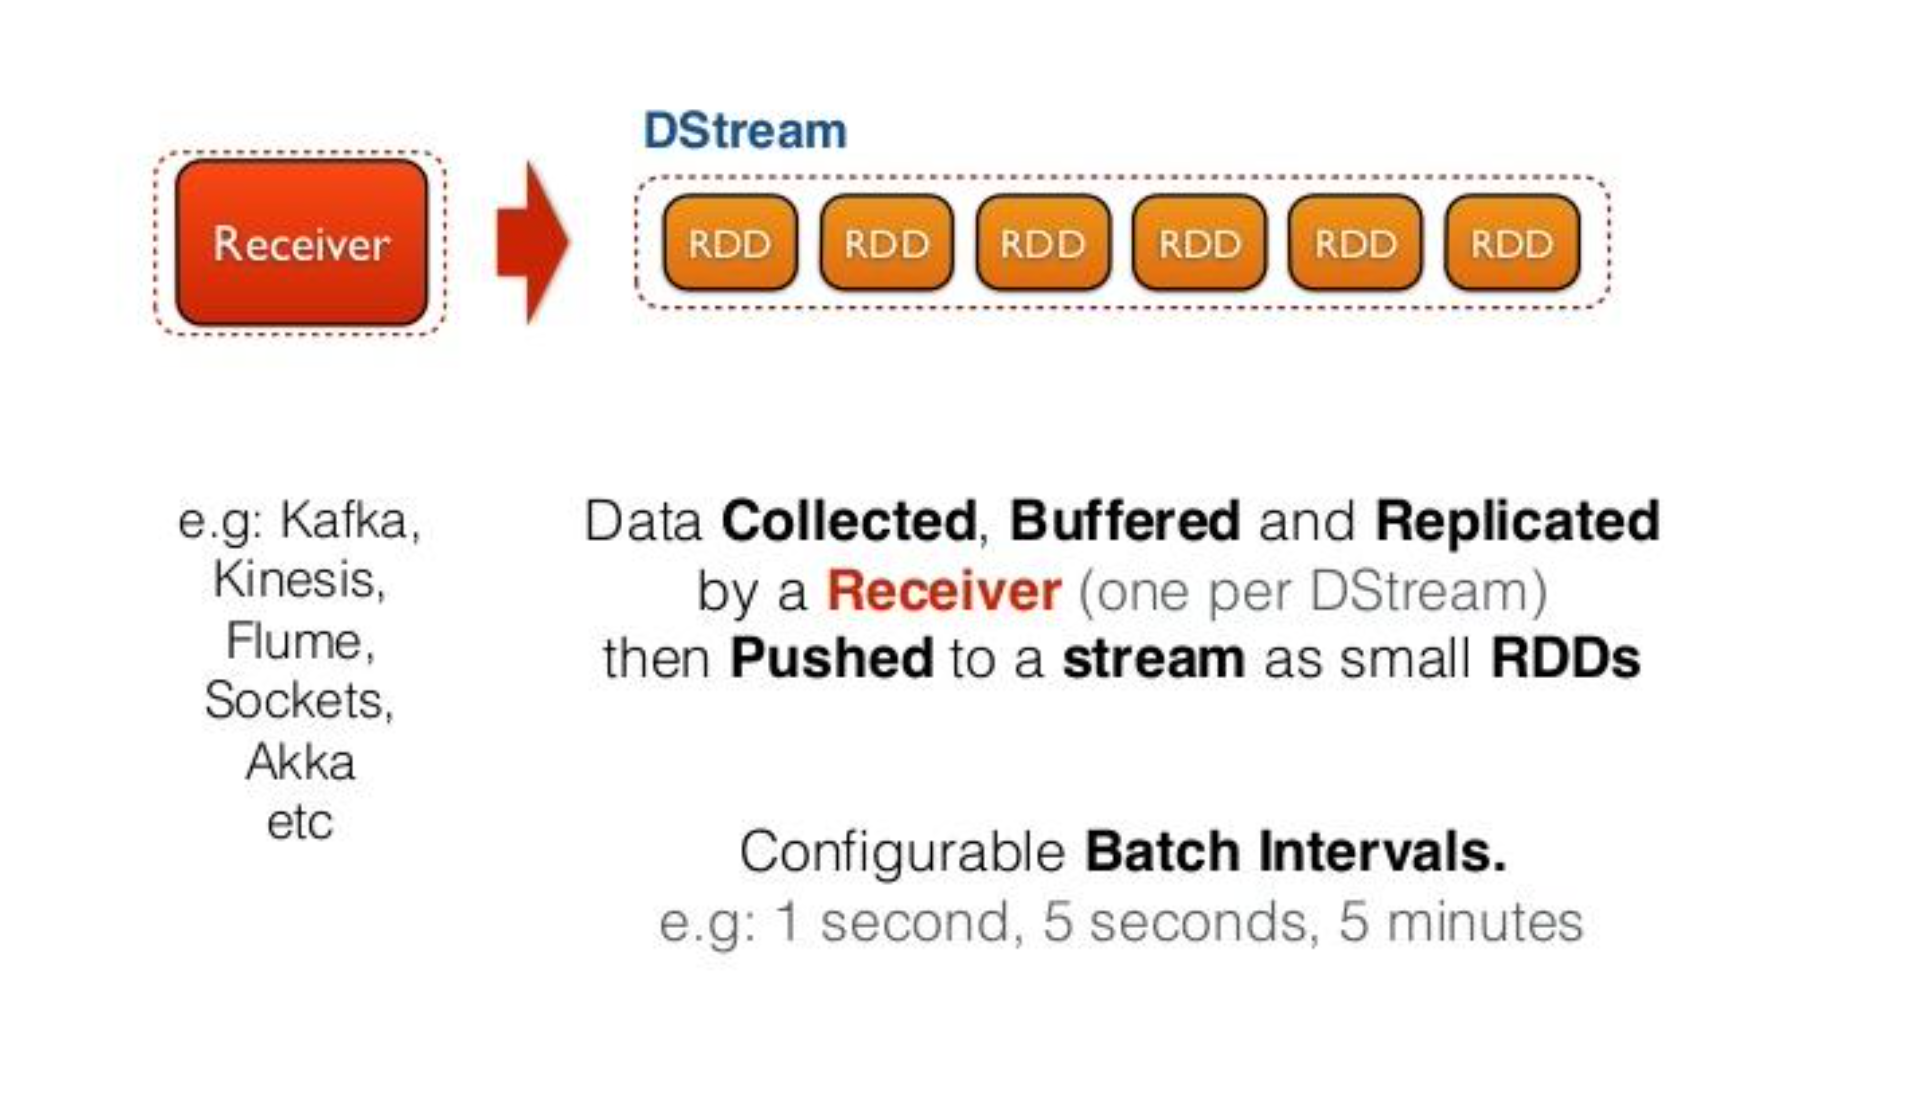 DStream
Receiver
RDD RDD RDD RDD RDD RDD
e.g: Kafka,
Kinesis,
Flume,
Sockets,
Akka
etc
Data Collected, Buffered and Replicated
by a Receiver (one per DStream)
then Pushed to a stream as small RDDs
Configurable Batch Intervals.
e.g: 1 second, 5 seconds, 5 minutes